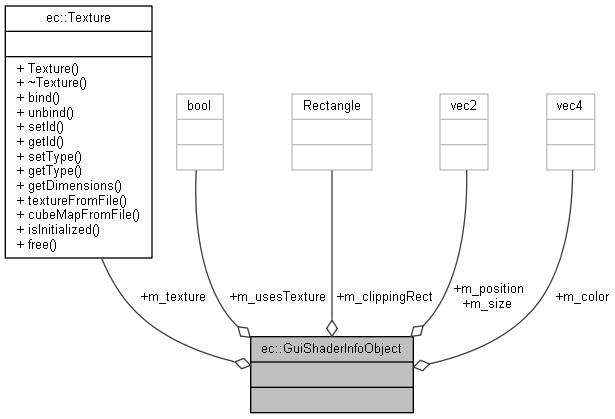 ec::Texture
+ Texture()
+ ~Texture()
+ bind()
+ unbind()
+ setId()
+ getId()
+ setType()
+ getType()
+ getDimensions()
+ textureFromFile()
+ cubeMapFromFile()
+ isInitialized()
+ free()
bool
Rectangle
vec2
vec4
+m_texture
+m_usesTexture
+m_clippingRect
+m_position
+m_size
+m_color
ec::GuiShaderInfoObject